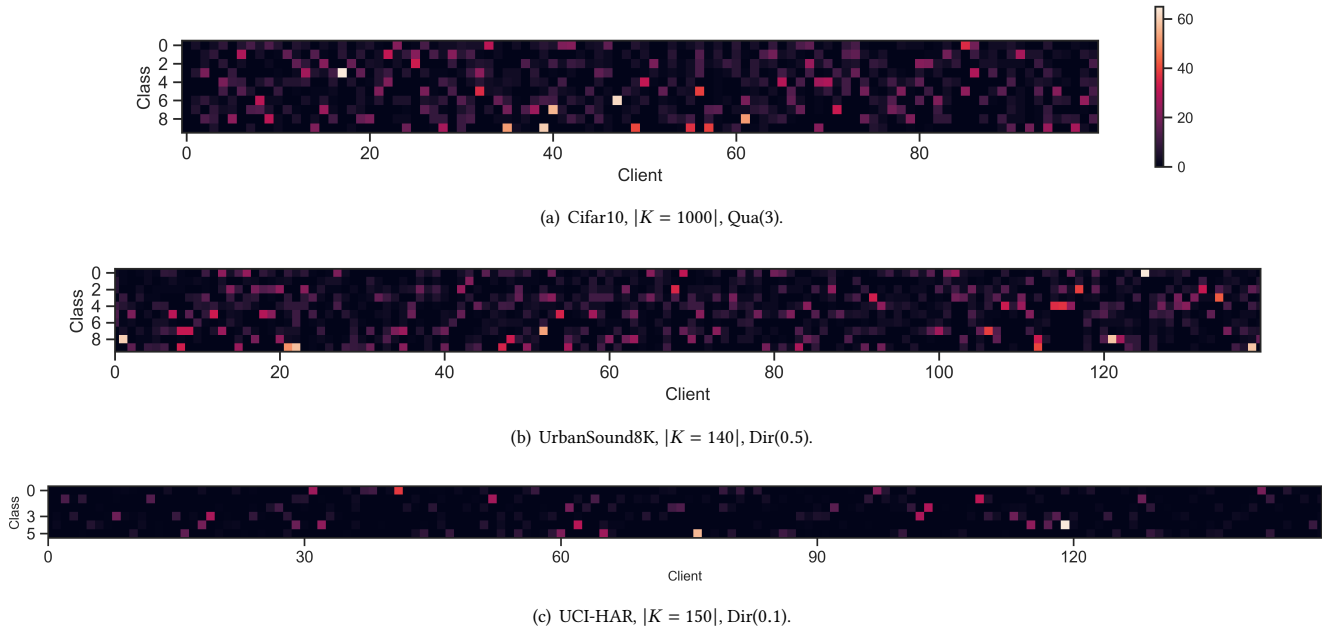 60
40
20
0
Class
0
2
4
6
8
0 20 40 60 80
Client
(a) Cifar10, |K = 1000|, Qua(3).
Class
0
2
4
6
8
0 20 40 60 80 100 120
Client
(b) UrbanSound8K, |K = 140|, Dir(0.5).
Class
0
3
5
0 30 60 90 120
Client
(c) UCI-HAR, |K = 150|, Dir(0.1).